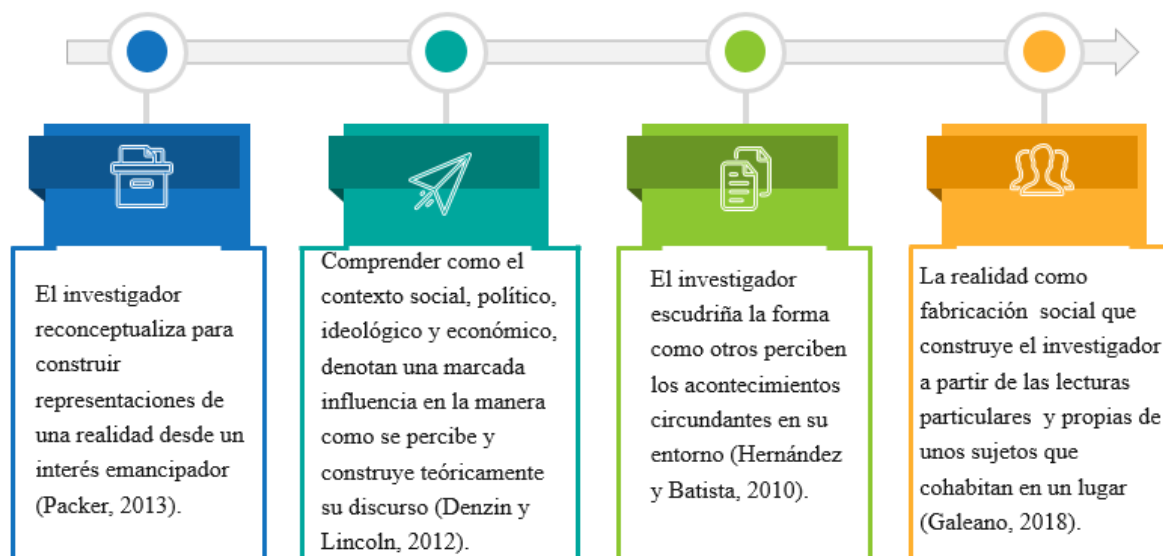 El investigador
reconceptualiza para
construir
representaciones de
una realidad desde un
interés emancipador
(Packer, 2013).
Comprender como el
contexto social, político,
ideológico y económico,
denotan una marcada
influencia en la manera
como se percibe y
construye teóricamente
su discurso (Denzin y
Lincoln, 2012).
El investigador
escudriña la forma
como otros perciben
los acontecimientos
circundantes en su
entorno (Hernández
y Batista, 2010).
La realidad como
fabricación social que
construye el investigador
a partir de las lecturas
particulares y propias de
unos sujetos que
cohabitan en un lugar
(Galeano, 2018).